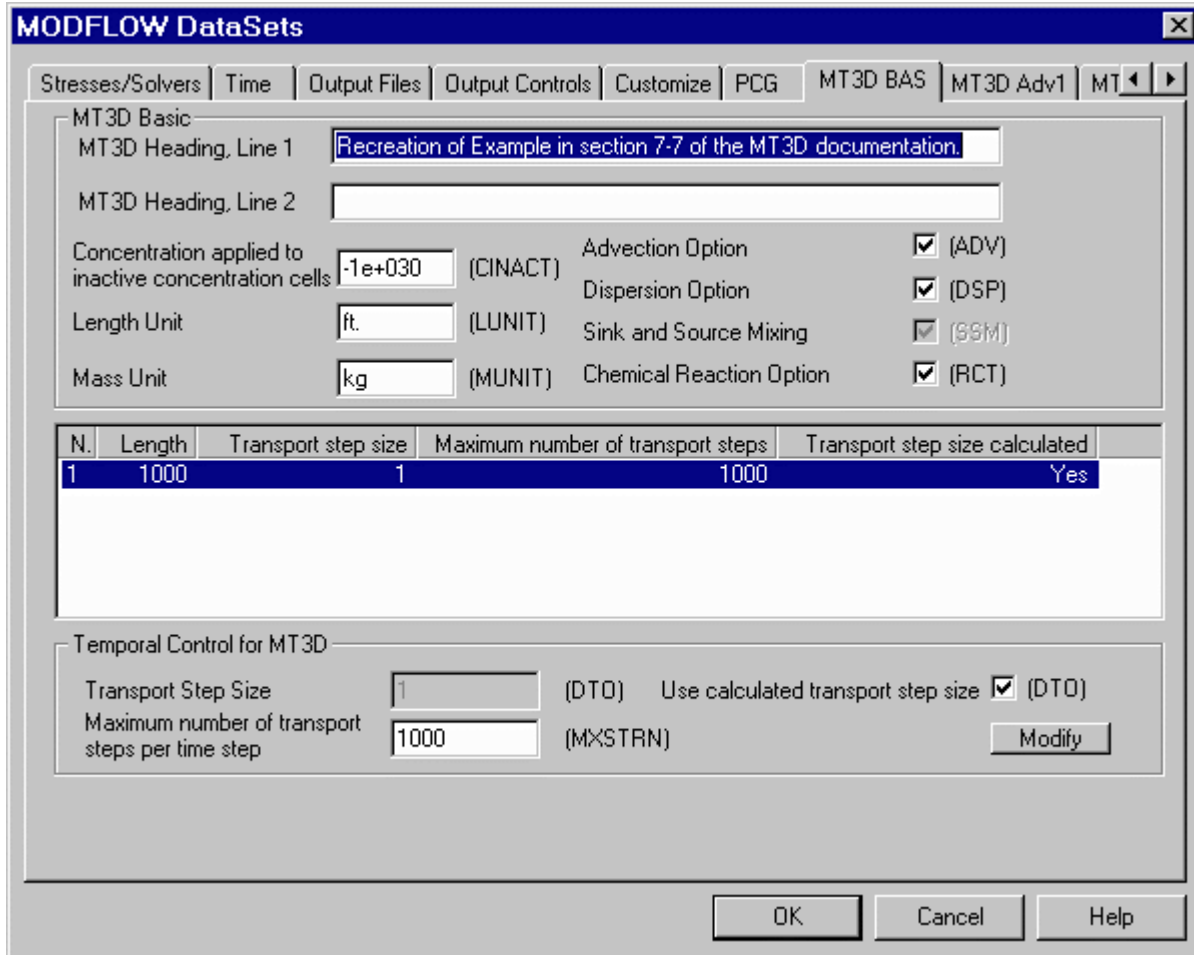 MODFLOW DataSets
Stresses/Solvers Time Output Files Output Controls Customize PCG MT3D BAS MT3D Adv1 MT
MT3D Basic
MT3D Heading, Line 1 Recreation of Example in section 7-7 of the MT3D documentation.
MT3D Heading, Line 2
Concentration applied to
inactive concentration cells -1e+030 (CINACT)
Length Unit ft. (LUNIT)
Mass Unit kg (MUNIT)
Advection Option (ADV)
Dispersion Option (DSP)
Sink and Source Mixing (SSM)
Chemical Reaction Option (RCT)
N. Length Transport step size Maximum number of transport steps Transport step size calculated
1 1000 1 1000 Yes
Temporal Control for MT3D
Transport Step Size 1 (DTO) Use calculated transport step size (DTO)
Maximum number of transport
steps per time step 1000 (MXSTRN) Modify
OK Cancel Help